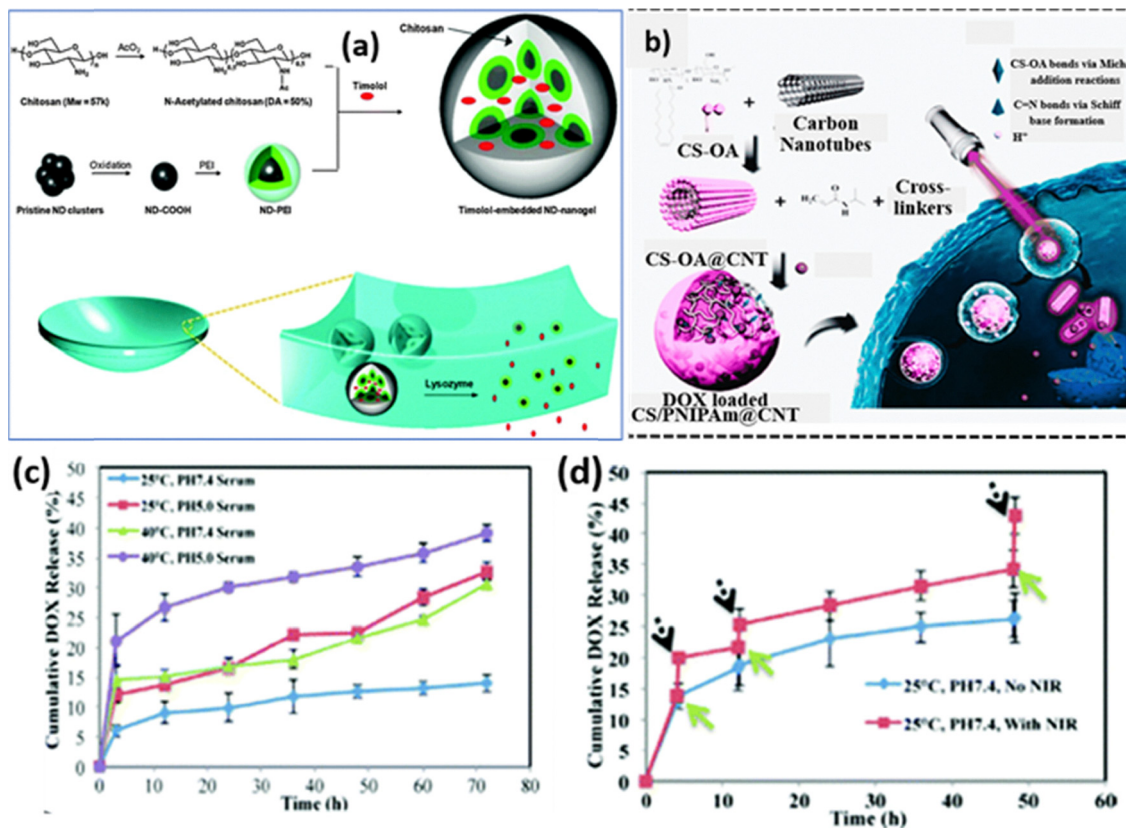 (a)
AcO₂
Chitosan
Timolol
Chitosan (Mw = 57k)
N-Acetylated chitosan (DA = 50%)
Oxidation
PEI
Pristine ND clusters
ND-COOH
ND-PEI
Timolol-embedded ND-nanogel
Lysozyme
b)
CS-OA bonds via Mich
addition reactions
C=N bonds via Schiff
base formation
H⁺
CS-OA
Carbon
Nanotubes
Cross-
linkers
CS-OA@CNT
DOX loaded
CS/PNIPAm@CNT
(c)
Cumulative DOX Release (%)
50
45
40
35
30
25
20
15
10
5
0
25°C, PH7.4 Serum
25°C, PH5.0 Serum
40°C, PH7.4 Serum
40°C, PH5.0 Serum
0 10 20 30 40 50 60 70 80
Time (h)
(d)
Cumulative DOX Release (%)
50
45
40
35
30
25
20
15
10
5
0
25°C, PH7.4, No NIR
25°C, PH7.4, With NIR
0 20 40 60
Time (h)